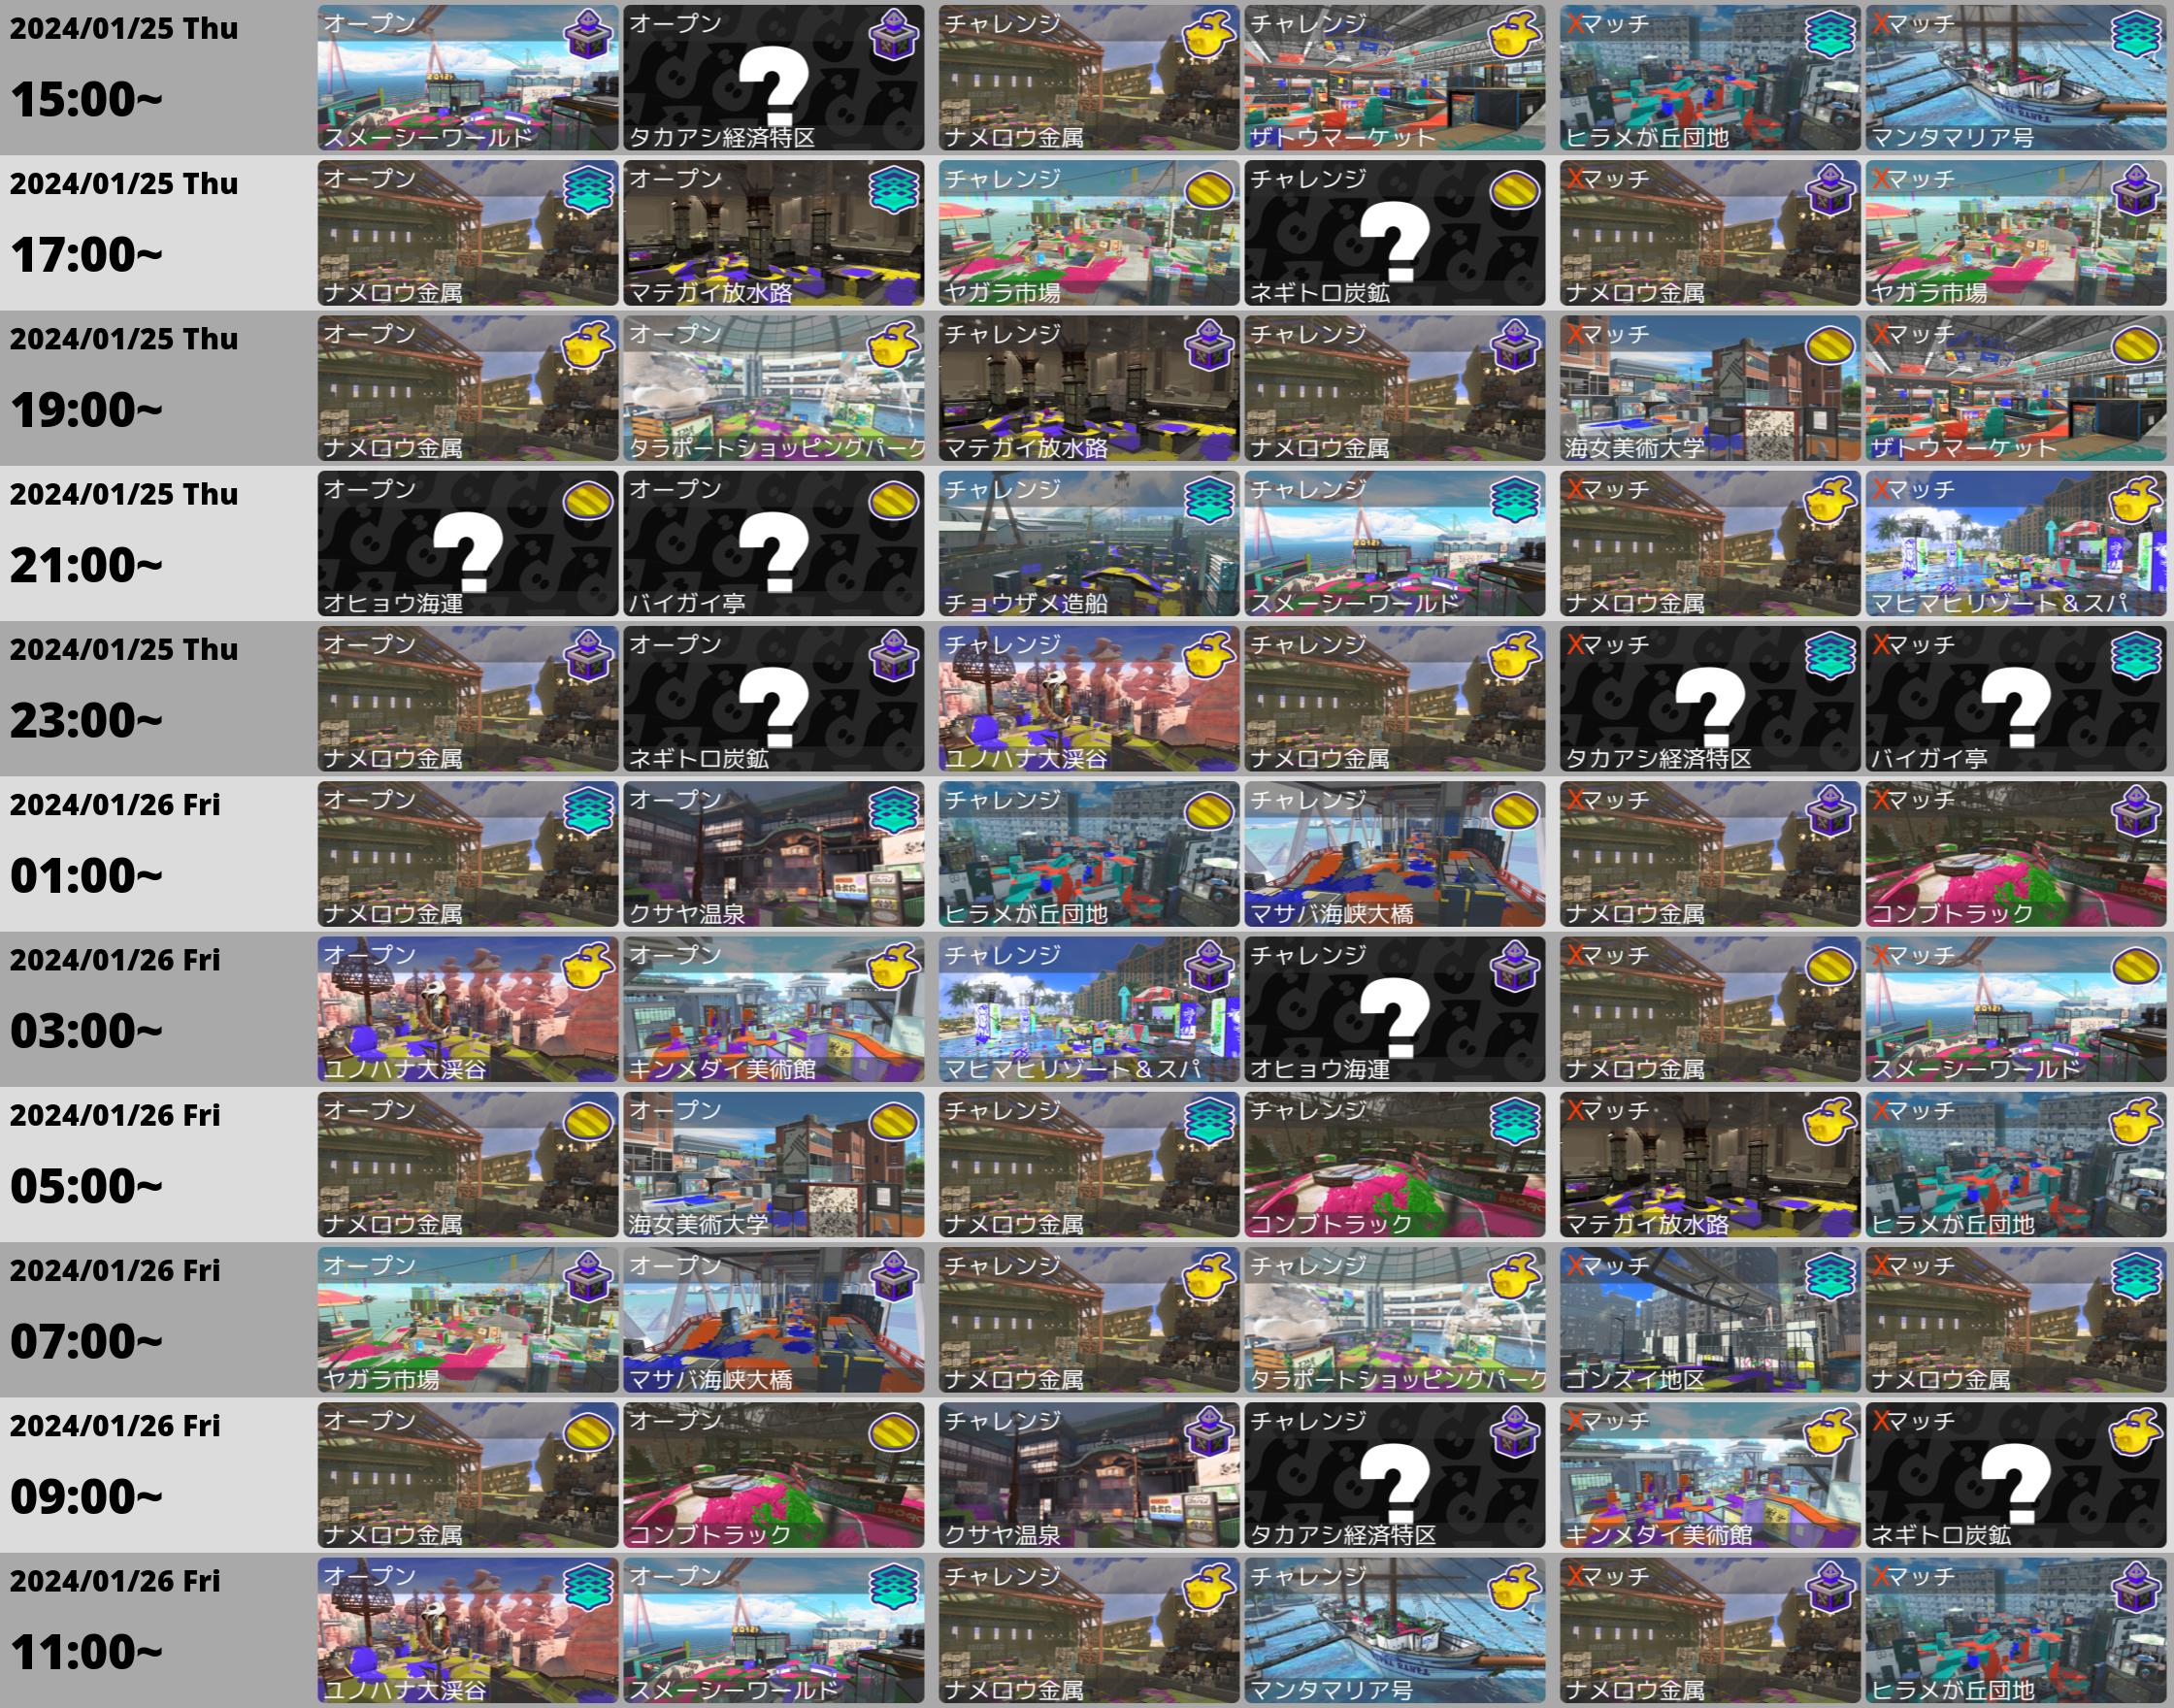 2024/01/25 Thu
15:00~
オープン オープン チャレンジ チャレンジ Xマッチ Xマッチ
スメーシーワールド タカアシ経済特区 ナメロウ金属 ザトウマーケット ヒラメが丘団地 マンタマリア号
2024/01/25 Thu
17:00~
オープン オープン チャレンジ チャレンジ Xマッチ Xマッチ
ナメロウ金属 マテガイ放水路 ヤガラ市場 ネギトロ炭鉱 ナメロウ金属 ヤガラ市場
2024/01/25 Thu
19:00~
オープン オープン チャレンジ チャレンジ Xマッチ Xマッチ
ナメロウ金属 タラポートショッピングパーク マテガイ放水路 ナメロウ金属 海女美術大学 ザトウマーケット
2024/01/25 Thu
21:00~
オープン オープン チャレンジ チャレンジ Xマッチ Xマッチ
オヒョウ海運 バイガイ亭 チョウザメ造船 スメーシーワールド ナメロウ金属 マヒマヒリゾート＆スパ
2024/01/25 Thu
23:00~
オープン オープン チャレンジ チャレンジ Xマッチ Xマッチ
ナメロウ金属 ネギトロ炭鉱 ユノハナ大渓谷 ナメロウ金属 タカアシ経済特区 バイガイ亭
2024/01/26 Fri
01:00~
オープン オープン チャレンジ チャレンジ Xマッチ Xマッチ
ナメロウ金属 クサヤ温泉 ヒラメが丘団地 マサバ海峡大橋 ナメロウ金属 コンブトラック
2024/01/26 Fri
03:00~
オープン オープン チャレンジ チャレンジ Xマッチ Xマッチ
ユノハナ大渓谷 キンメダイ美術館 マヒマヒリゾート＆スパ オヒョウ海運 ナメロウ金属 スメーシーワールド
2024/01/26 Fri
05:00~
オープン オープン チャレンジ チャレンジ Xマッチ Xマッチ
ナメロウ金属 海女美術大学 ナメロウ金属 コンブトラック マテガイ放水路 ヒラメが丘団地
2024/01/26 Fri
07:00~
オープン オープン チャレンジ チャレンジ Xマッチ Xマッチ
ヤガラ市場 マサバ海峡大橋 ナメロウ金属 タラポートショッピングパーク ゴンズイ地区 ナメロウ金属
2024/01/26 Fri
09:00~
オープン オープン チャレンジ チャレンジ Xマッチ Xマッチ
ナメロウ金属 コンブトラック クサヤ温泉 タカアシ経済特区 キンメダイ美術館 ネギトロ炭鉱
2024/01/26 Fri
11:00~
オープン オープン チャレンジ チャレンジ Xマッチ Xマッチ
ユノハナ大渓谷 スメーシーワールド ナメロウ金属 マンタマリア号 ナメロウ金属 ヒラメが丘団地